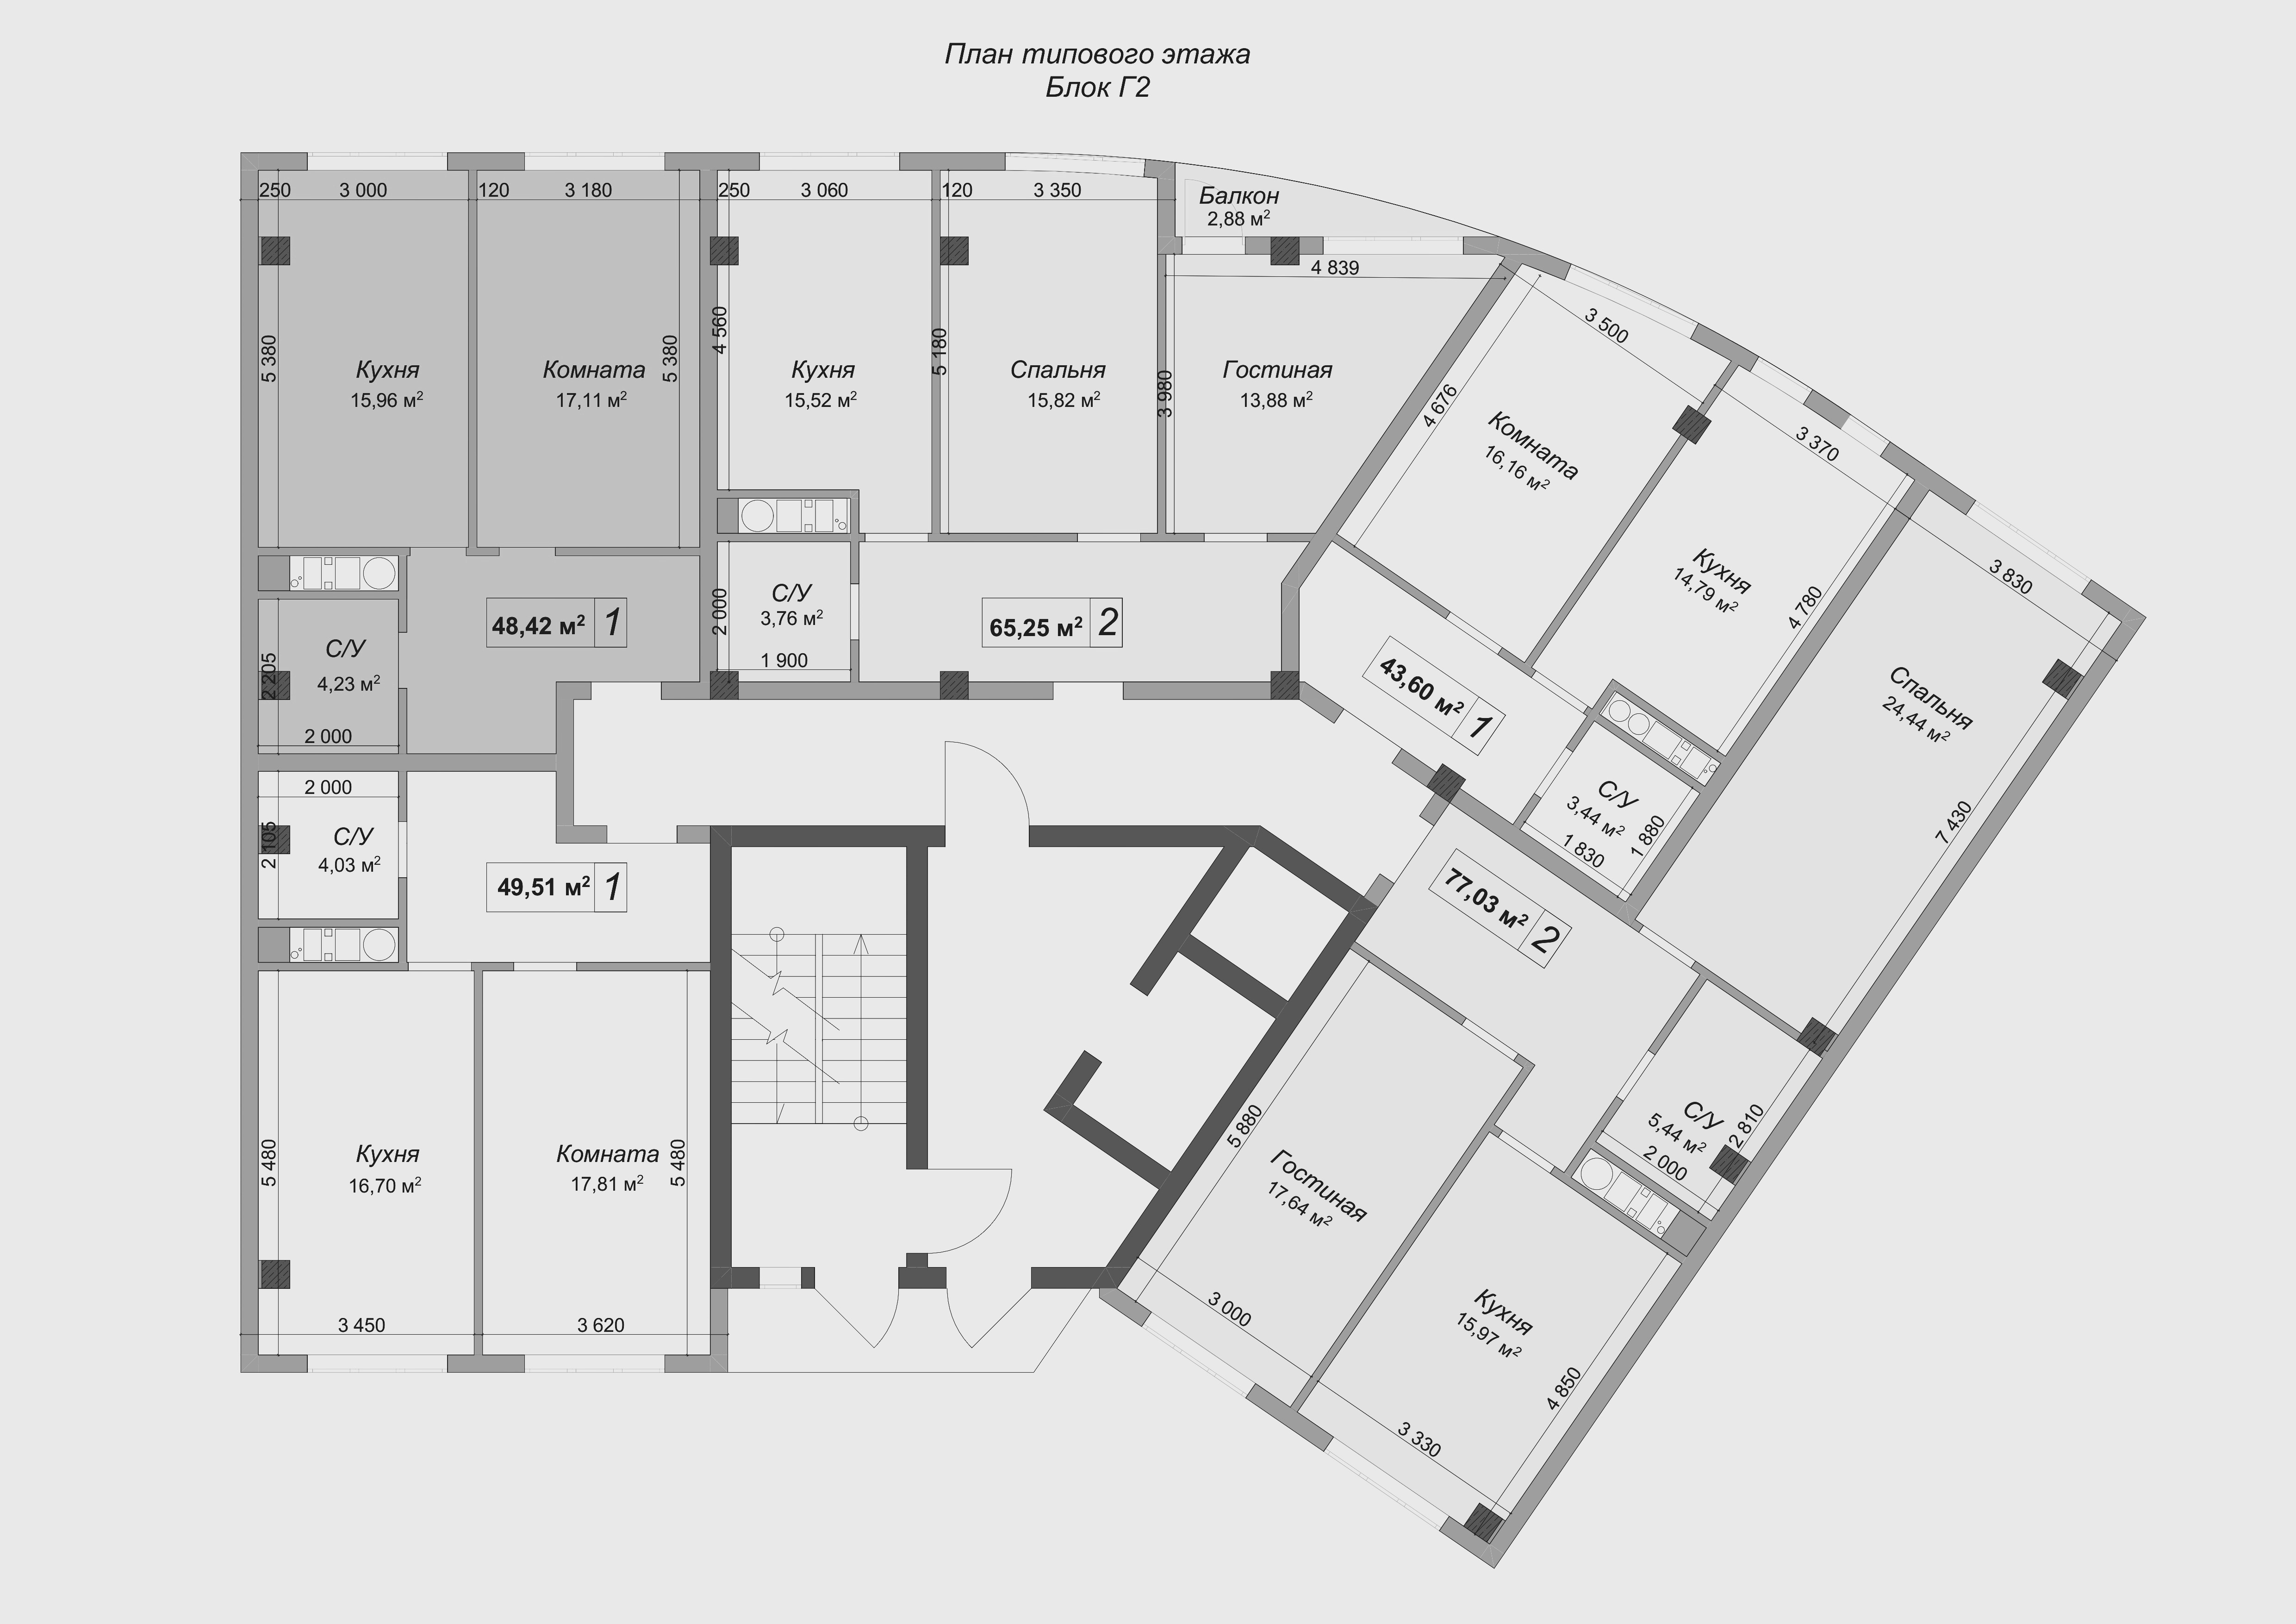 План типового этажа
Блок Г2
250
3 000
120
3 180
250
3 060
120
3 350
Балкон
2,88 м²
4 839
5 380
5 380
4 560
5 180
3 980
Кухня
15,96 м²
Комната
17,11 м²
Кухня
15,52 м²
Спальня
15,82 м²
Гостиная
13,88 м²
3 500
4 676
Комната
16,16 м²
3 370
Кухня
14,79 м²
4 780
3 830
Спальня
24,44 м²
7 430
С/У
4,23 м²
2 205
2 000
48,42 м² 1
С/У
3,76 м²
2 000
1 900
65,25 м² 2
43,60 м² 1
С/У
3,44 м²
1 830
1 880
2 000
С/У
4,03 м²
2 105
49,51 м² 1
77,03 м² 2
С/У
5,44 м²
2 810
2 000
5 480
Кухня
16,70 м²
Комната
17,81 м²
5 480
3 450
3 620
5 880
Гостиная
17,64 м²
3 000
Кухня
15,97 м²
4 850
3 330